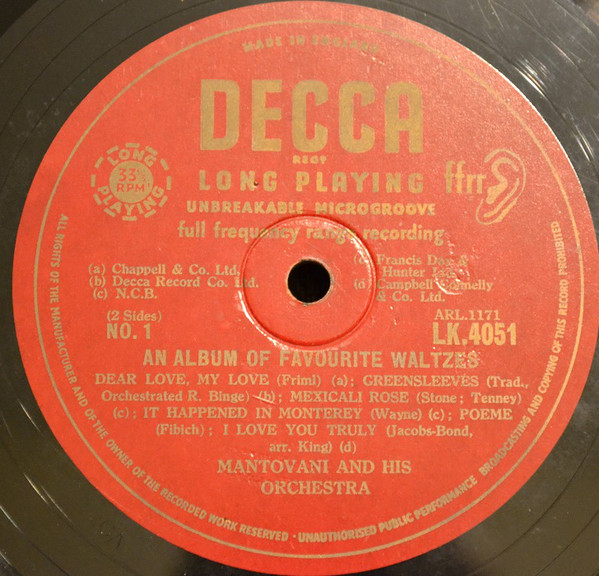 MADE IN ENGLAND
DECCA
REGT
LONG PLAYING
33⅓
RPM
LONG PLAYING
ffrr
UNBREAKABLE MICROGROOVE
full frequency range recording
(a) Chappell & Co. Ltd.
(b) Decca Record Co. Ltd.
(c) N.C.B.
(c) Francis Day &
Hunter Ltd.
(d) Campbell Connelly
& Co. Ltd.
(2 Sides)
NO. 1
ARL.1171
LK.4051
AN ALBUM OF FAVOURITE WALTZES
DEAR LOVE, MY LOVE (Friml) (a); GREENSLEEVES (Trad.,
Orchestrated R. Binge) (b); MEXICALI ROSE (Stone; Tenney)
(c); IT HAPPENED IN MONTEREY (Wayne) (c); POEME
(Fibich); I LOVE YOU TRULY (Jacobs-Bond,
arr. King) (d)
MANTOVANI AND HIS
ORCHESTRA
ALL RIGHTS OF THE MANUFACTURER AND OF THE OWNER OF THE RECORDED WORK RESERVED · UNAUTHORISED PUBLIC PERFORMANCE BROADCASTING AND COPYING OF THIS RECORD PROHIBITED